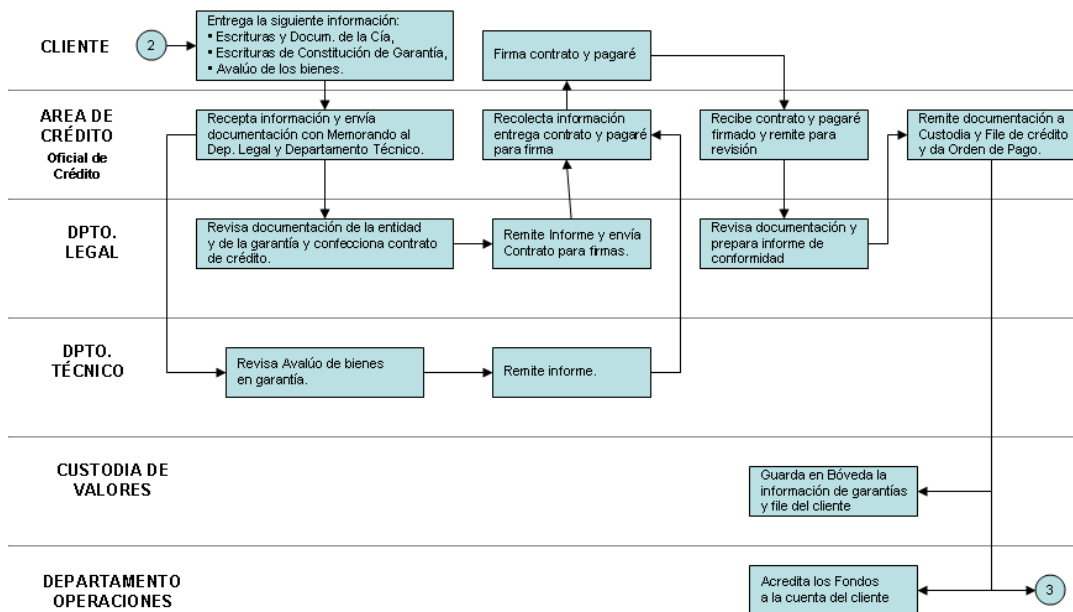 CLIENTE
2
Entrega la siguiente información:
▪ Escrituras y Docum. de la Cía,
▪ Escrituras de Constitución de Garantía,
▪ Avalúo de los bienes.
Firma contrato y pagaré
AREA DE
CRÉDITO
Oficial de
Crédito
Recepta información y envía
documentación con Memorando al
Dep. Legal y Departamento Técnico.
Recolecta información
entrega contrato y pagaré
para firma
Recibe contrato y pagaré
firmado y remite para
revisión
Remite documentación a
Custodia y File de crédito
y da Orden de Pago.
DPTO.
LEGAL
Revisa documentación de la entidad
y de la garantía y confecciona contrato
de crédito.
Remite Informe y envía
Contrato para firmas.
Revisa documentación y
prepara informe de
conformidad
DPTO.
TÉCNICO
Revisa Avalúo de bienes
en garantía.
Remite informe.
CUSTODIA DE
VALORES
Guarda en Bóveda la
información de garantías
y file del cliente
DEPARTAMENTO
OPERACIONES
Acredita los Fondos
a la cuenta del cliente
3